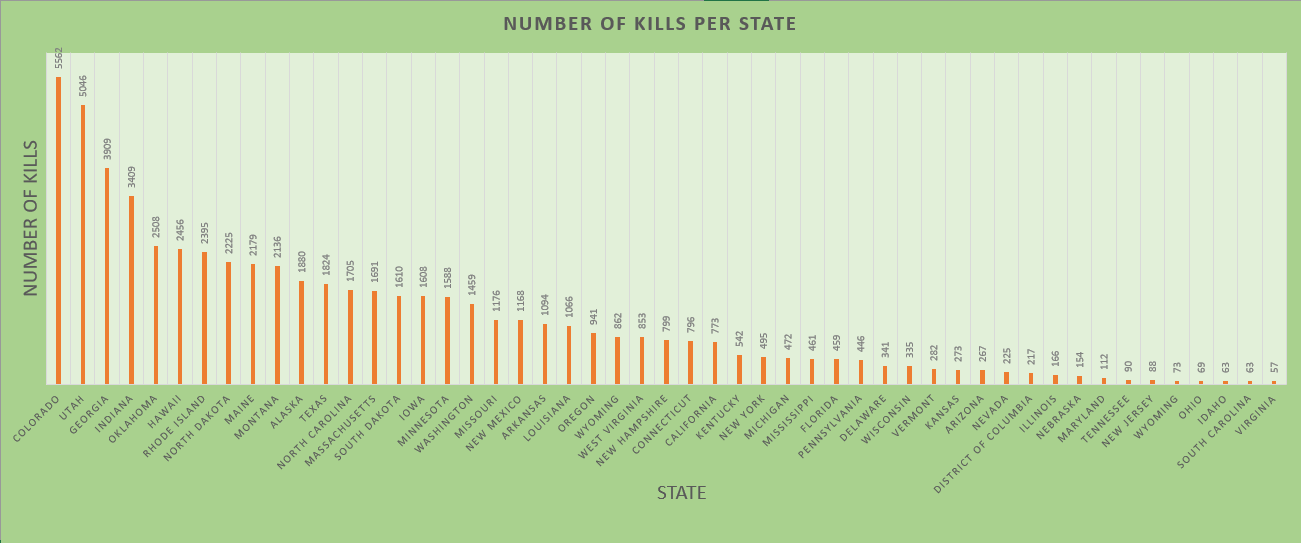 NUMBER OF KILLS PER STATE
NUMBER OF KILLS
5562
5046
3909
3409
2508
2456
2395
2225
2179
2136
1880
1824
1705
1691
1610
1608
1588
1459
1176
1168
1094
1066
941
862
853
799
796
773
542
495
472
461
459
446
341
335
282
273
267
225
217
166
154
112
90
88
73
69
63
63
57
COLORADO
UTAH
GEORGIA
INDIANA
OKLAHOMA
HAWAII
RHODE ISLAND
NORTH DAKOTA
MAINE
MONTANA
ALASKA
TEXAS
NORTH CAROLINA
MASSACHUSETTS
SOUTH DAKOTA
IOWA
MINNESOTA
WASHINGTON
MISSOURI
NEW MEXICO
ARKANSAS
LOUISIANA
OREGON
WYOMING
WEST VIRGINIA
NEW HAMPSHIRE
CONNECTICUT
CALIFORNIA
KENTUCKY
NEW YORK
MICHIGAN
MISSISSIPPI
FLORIDA
PENNSYLVANIA
DELAWARE
WISCONSIN
VERMONT
KANSAS
ARIZONA
NEVADA
DISTRICT OF COLUMBIA
ILLINOIS
NEBRASKA
MARYLAND
TENNESSEE
NEW JERSEY
WYOMING
OHIO
IDAHO
SOUTH CAROLINA
VIRGINIA
STATE